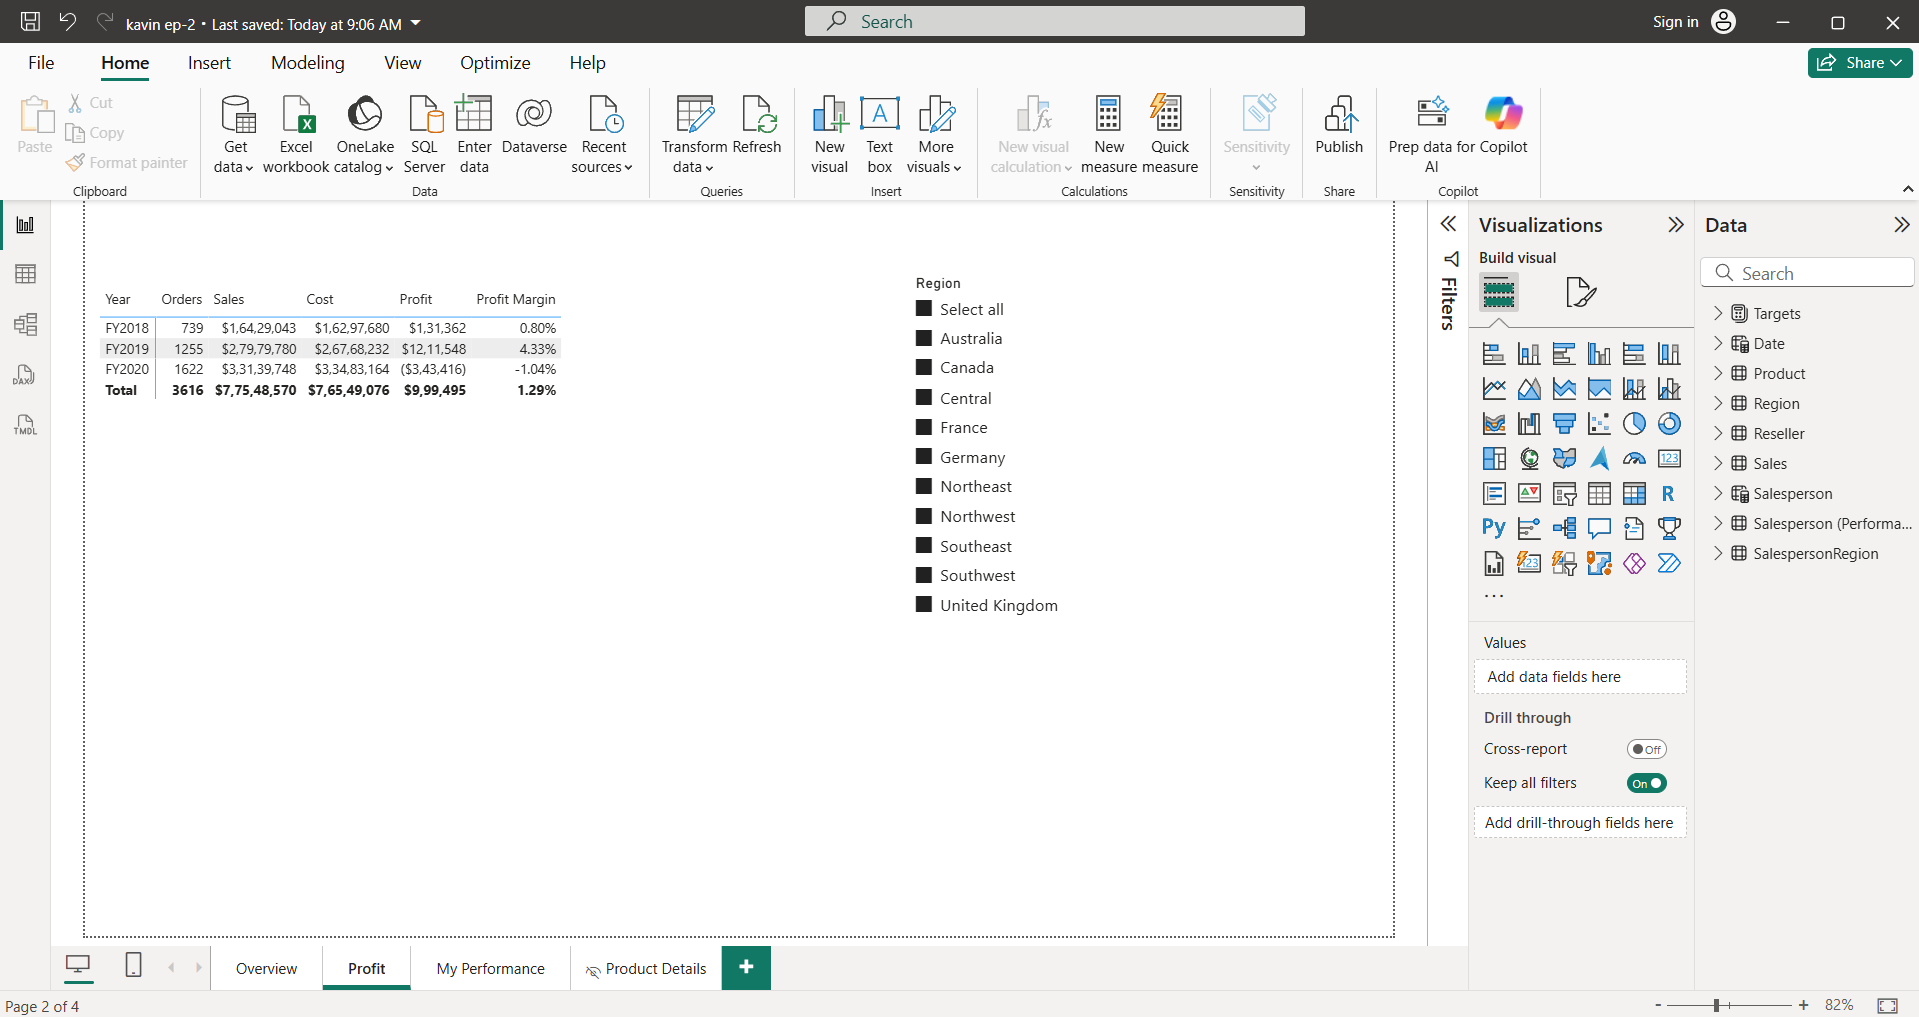 kavin ep-2 • Last saved: Today at 9:06 AM
Search
Sign in
File Home Insert Modeling View Optimize Help
Share
Paste
Cut
Copy
Format painter
Clipboard
Get data
Excel workbook
OneLake catalog
SQL Server
Enter data
Dataverse
Recent sources
Data
Transform data
Refresh
Queries
New visual
Text box
More visuals
Insert
New visual calculation
New measure
Quick measure
Calculations
Sensitivity
Sensitivity
Publish
Share
Prep data for AI
Copilot
Copilot
DAX
TMDL
Year Orders Sales Cost Profit Profit Margin
FY2018 739 $1,64,29,043 $1,62,97,680 $1,31,362 0.80%
FY2019 1255 $2,79,79,780 $2,67,68,232 $12,11,548 4.33%
FY2020 1622 $3,31,39,748 $3,34,83,164 ($3,43,416) -1.04%
Total 3616 $7,75,48,570 $7,65,49,076 $9,99,495 1.29%
Region
Select all
Australia
Canada
Central
France
Germany
Northeast
Northwest
Southeast
Southwest
United Kingdom
Filters
Visualizations
Build visual
123
R
Py
123
...
Values
Add data fields here
Drill through
Cross-report Off
Keep all filters On
Add drill-through fields here
Data
Search
Targets
Date
Product
Region
Reseller
Sales
Salesperson
Salesperson (Performa...
SalespersonRegion
Overview Profit My Performance Product Details +
Page 2 of 4
- + 82%